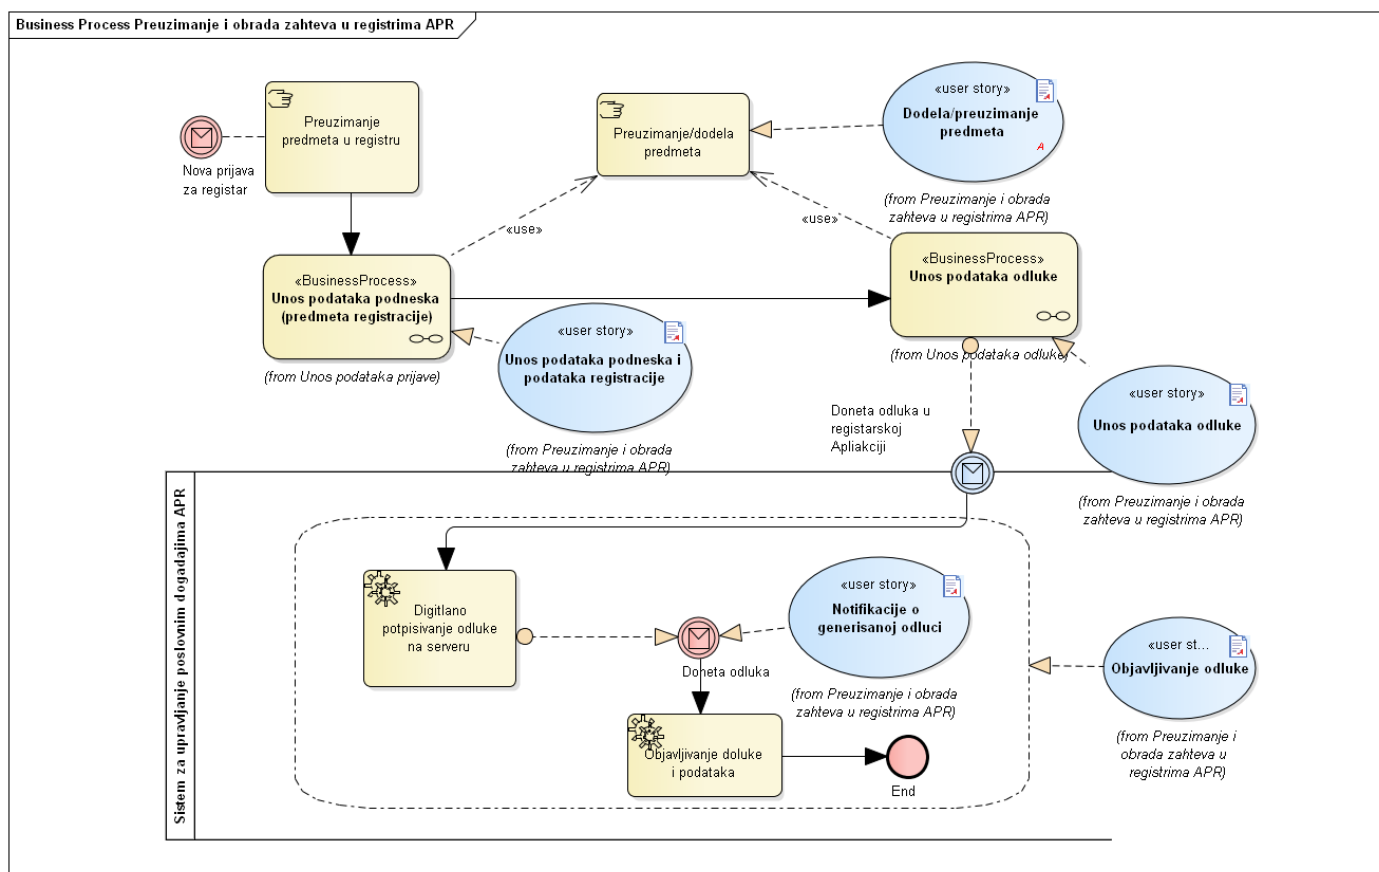 Business Process Preuzimanje i obrada zahteva u registrima APR
Nova prijava
za registar
Preuzimanje
predmeta u registru
Preuzimanje/dodela
predmeta
«user story»
Dodela/preuzimanje
predmeta
A
(from Preuzimanje i obrada
zahteva u registrima APR)
«use»
«use»
«BusinessProcess»
Unos podataka podneska
(predmeta registracije)
(from Unos podataka prijave)
«user story»
Unos podataka podneska i
podataka registracije
(from Preuzimanje i obrada
zahteva u registrima APR)
«BusinessProcess»
Unos podataka odluke
(from Unos podataka odluke)
«user story»
Unos podataka odluke
(from Preuzimanje i obrada
zahteva u registrima APR)
Doneta odluka u
registarskoj
Apliakciji
Sistem za upravljanje poslovnim dogadajima APR
Digitlano
potpisivanje odluke
na serveru
Doneta odluka
«user story»
Notifikacije o
generisanoj odluci
(from Preuzimanje i obrada
zahteva u registrima APR)
Objavljivanje doluke
i podataka
End
«user st...
Objavljivanje odluke
(from Preuzimanje i
obrada zahteva u
registrima APR)